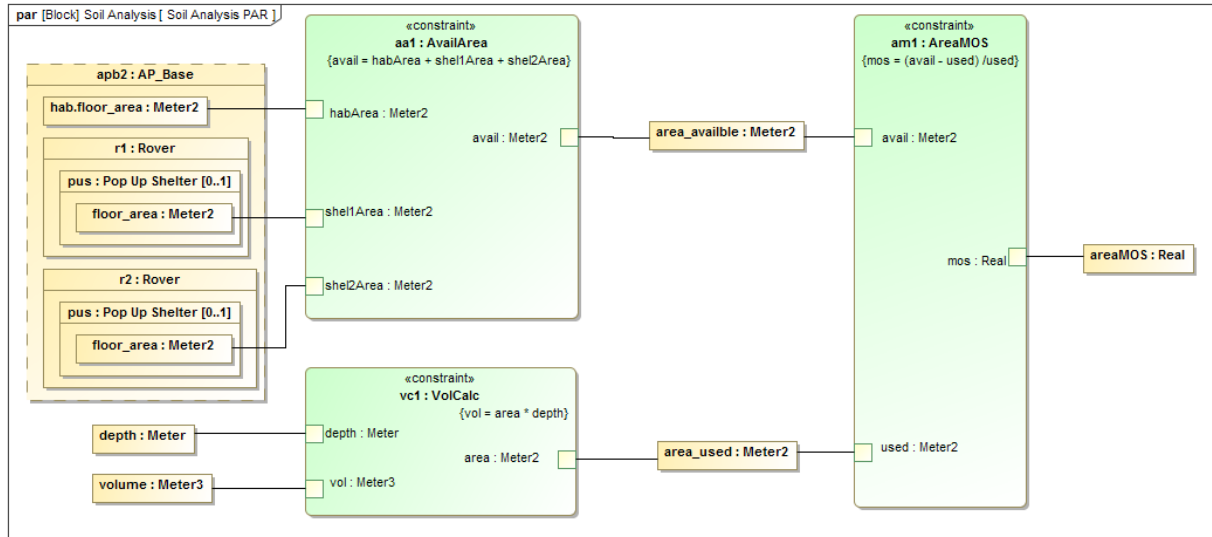 par [Block] Soil Analysis [ Soil Analysis PAR ]
«constraint»
aa1 : AvailArea
{avail = habArea + shel1Area + shel2Area}
habArea : Meter2
avail : Meter2
shel1Area : Meter2
shel2Area : Meter2
«constraint»
am1 : AreaMOS
{mos = (avail - used) /used}
avail : Meter2
mos : Real
used : Meter2
apb2 : AP_Base
hab.floor_area : Meter2
r1 : Rover
pus : Pop Up Shelter [0..1]
floor_area : Meter2
r2 : Rover
pus : Pop Up Shelter [0..1]
floor_area : Meter2
area_availble : Meter2
areaMOS : Real
«constraint»
vc1 : VolCalc
{vol = area * depth}
depth : Meter
area : Meter2
vol : Meter3
depth : Meter
volume : Meter3
area_used : Meter2